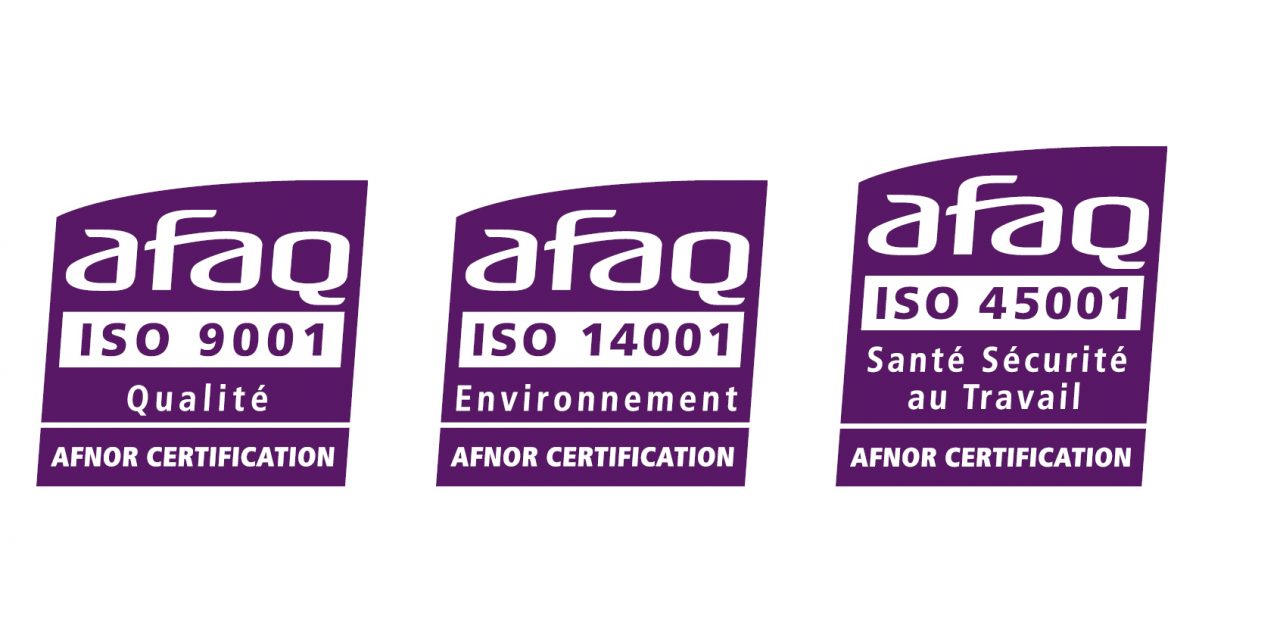 afaq
ISO 9001
Qualité
AFNOR CERTIFICATION
afaq
ISO 14001
Environnement
AFNOR CERTIFICATION
afaq
ISO 45001
Santé Sécurité
au Travail
AFNOR CERTIFICATION